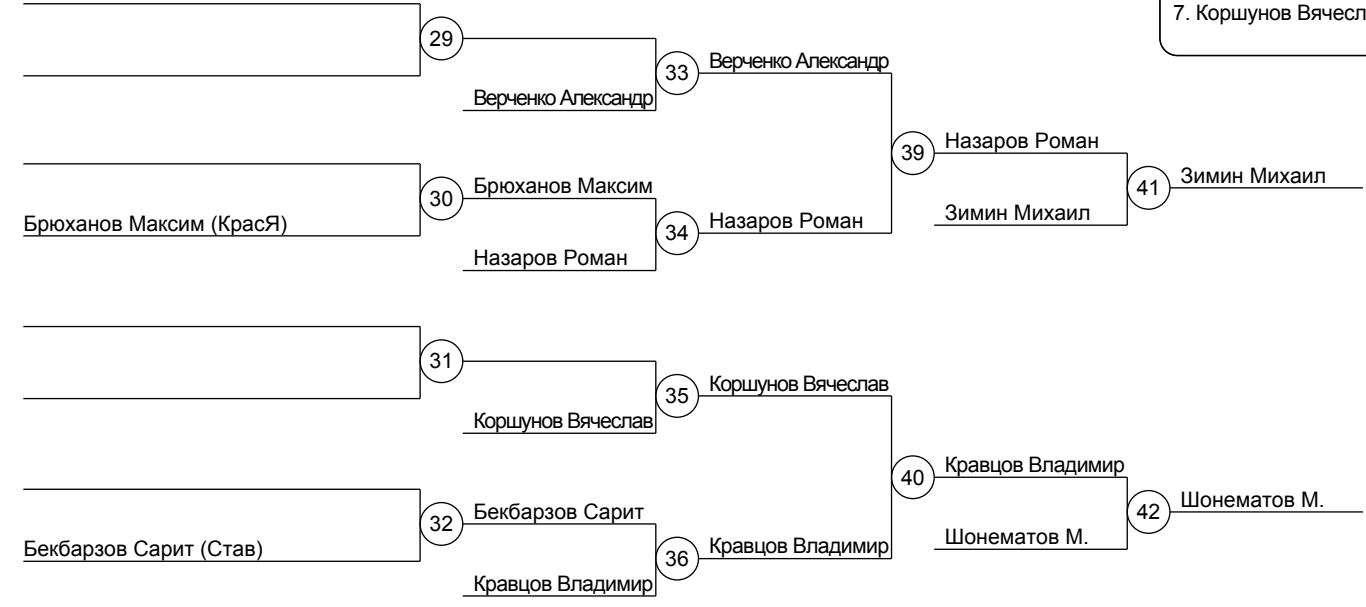 7. Коршунов Вячесл
29
33
Верченко Александр
Верченко Александр
39
Назаров Роман
30
Брюханов Максим
41
Зимин Михаил
Брюханов Максим (КрасЯ)
34
Назаров Роман
Зимин Михаил
Назаров Роман
31
35
Коршунов Вячеслав
Коршунов Вячеслав
40
Кравцов Владимир
32
Бекбарзов Сарит
42
Шонематов М.
Бекбарзов Сарит (Став)
36
Кравцов Владимир
Шонематов М.
Кравцов Владимир